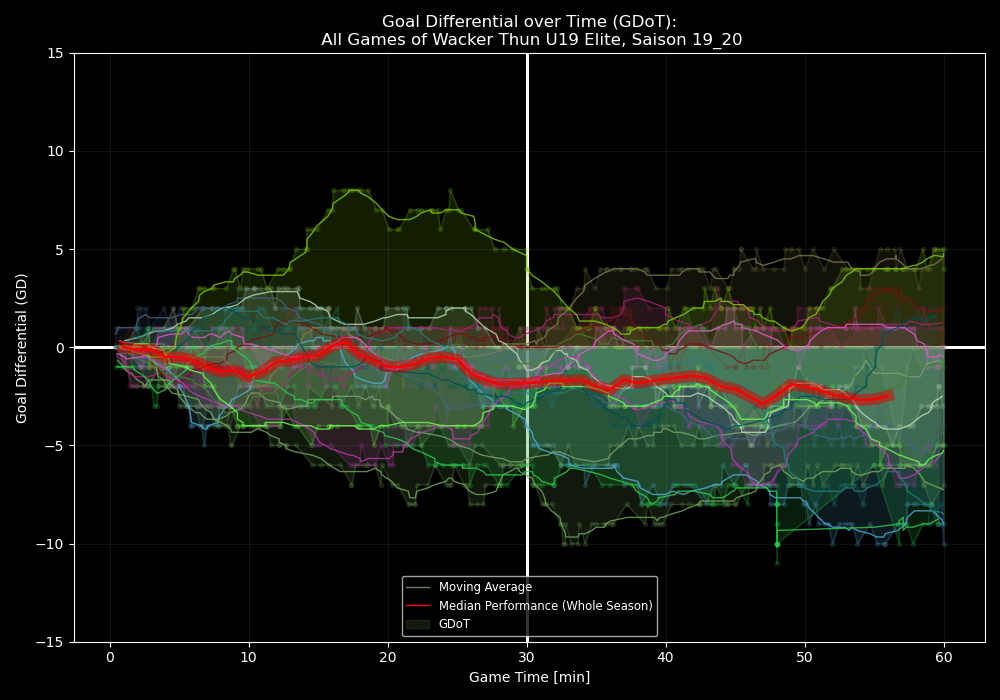 Goal Differential over Time (GDoT):
All Games of Wacker Thun U19 Elite, Saison 19_20
15
10
5
0
−5
−10
−15
Goal Differential (GD)
Moving Average
Median Performance (Whole Season)
GDoT
0 10 20 30 40 50 60
Game Time [min]